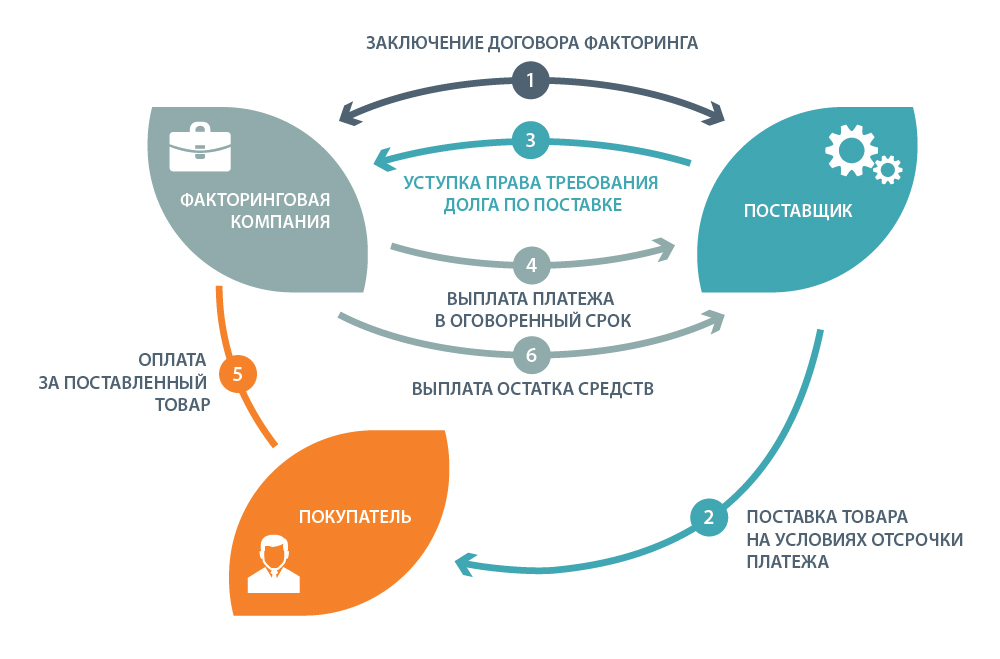 ЗАКЛЮЧЕНИЕ ДОГОВОРА ФАКТОРИНГА
1
3
УСТУПКА ПРАВА ТРЕБОВАНИЯ
ДОЛГА ПО ПОСТАВКЕ
ФАКТОРИНГОВАЯ
КОМПАНИЯ
ПОСТАВЩИК
4
ВЫПЛАТА ПЛАТЕЖА
В ОГОВОРЕННЫЙ СРОК
6
ВЫПЛАТА ОСТАТКА СРЕДСТВ
ОПЛАТА
ЗА ПОСТАВЛЕННЫЙ
ТОВАР
5
ПОКУПАТЕЛЬ
2
ПОСТАВКА ТОВАРА
НА УСЛОВИЯХ ОТСРОЧКИ
ПЛАТЕЖА